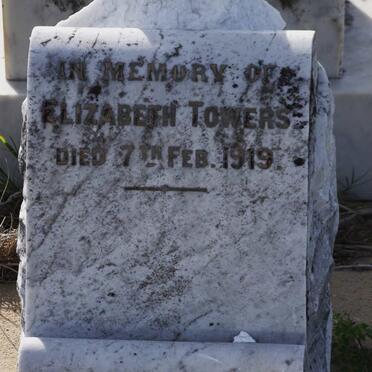 IN MEMORY OF
ELIZABETH TOWERS
DIED 7TH FEB. 1919.